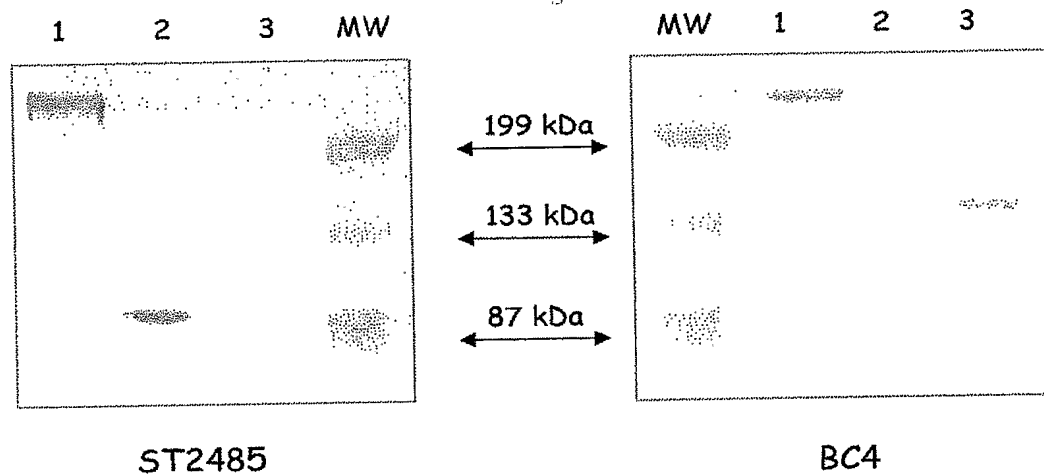 1 2 3 MW
MW 1 2 3
199 kDa
133 kDa
87 kDa
ST2485
BC4